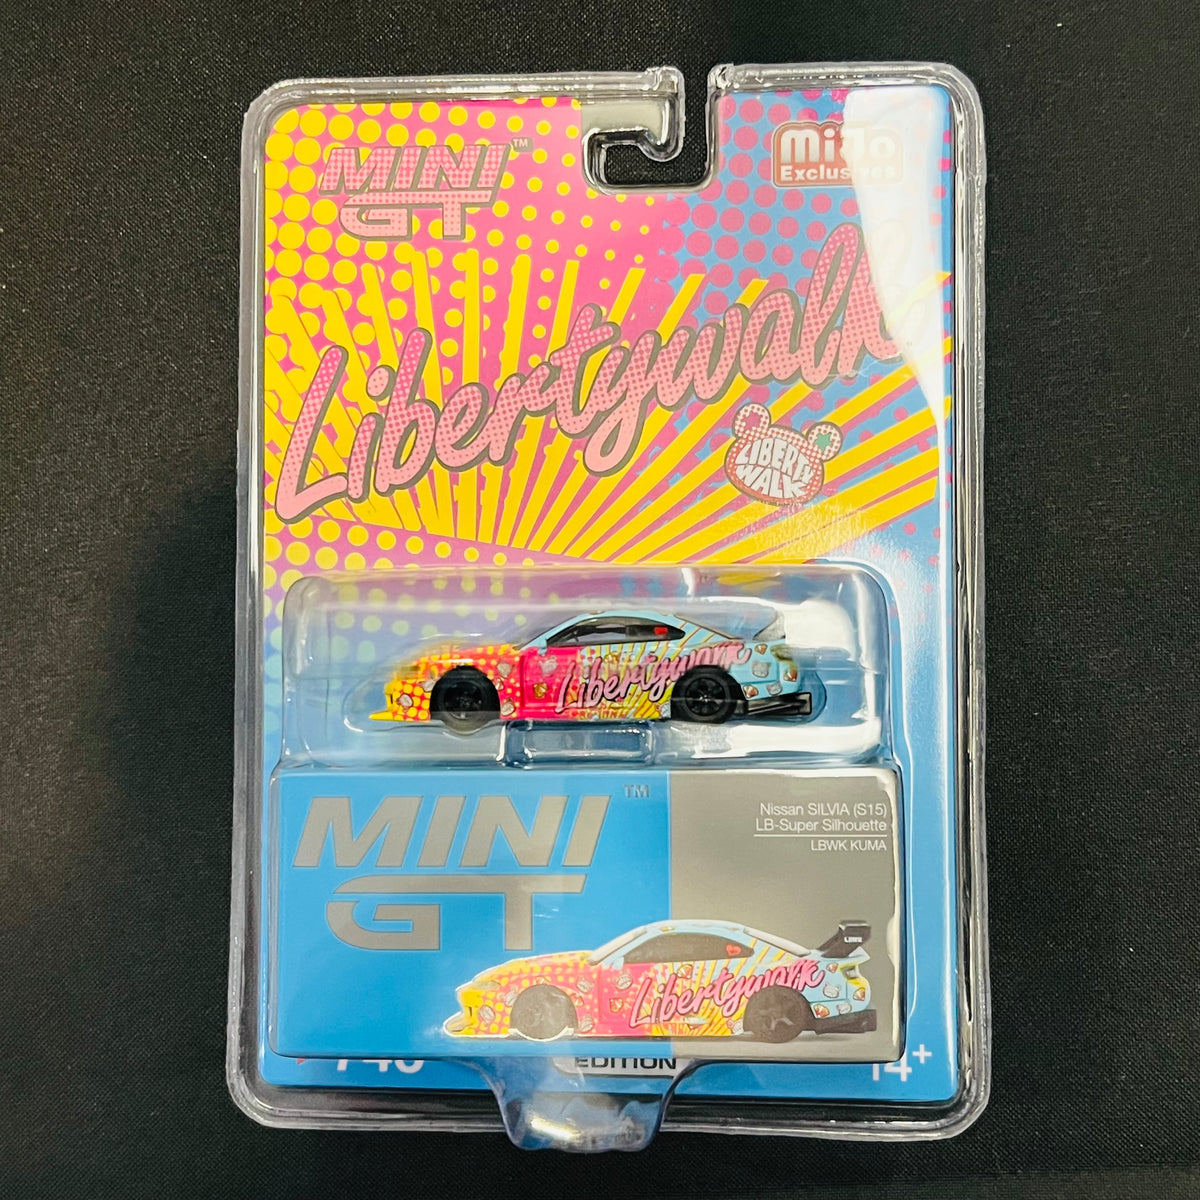 MINI GT™
MiJo
Exclusives
Libertywalk
LIBERTY
WALK
Libertywalk
MINI GT™
Nissan SILVIA (S15)
LB-Super Silhouette
LBWK KUMA
LBWK
Libertywalk
EDITION
14+